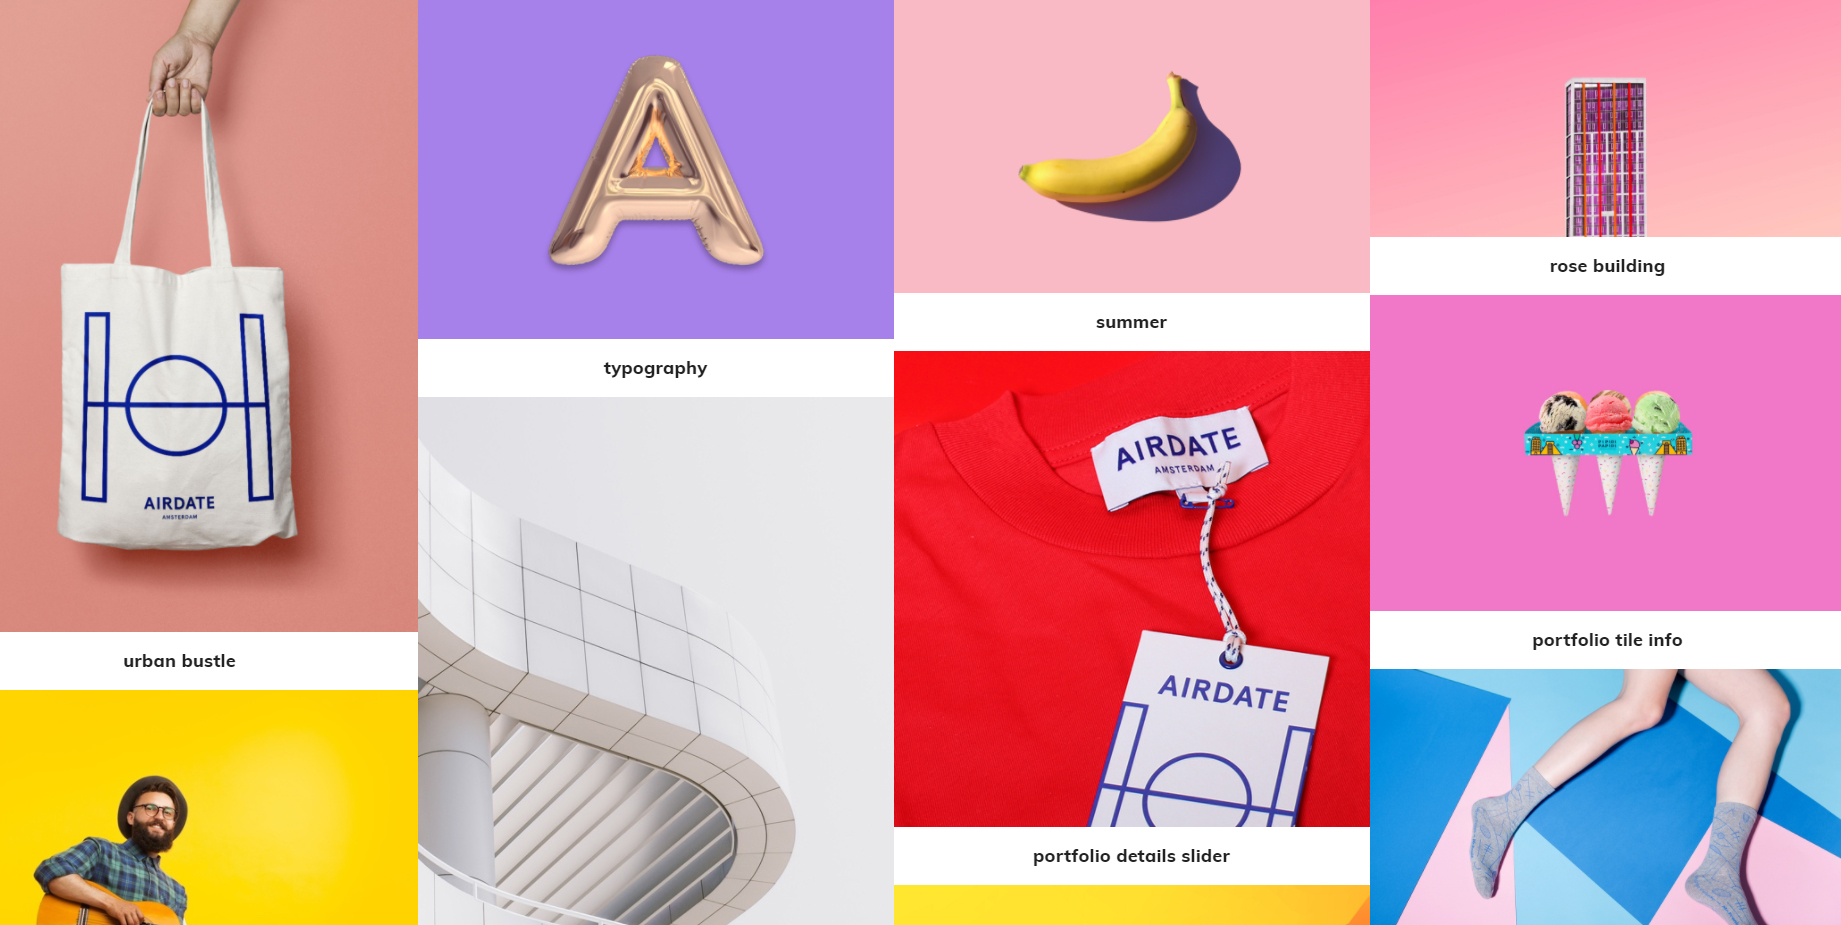 AIRDATE
AMSTERDAM
urban bustle
A
typography
summer
AIRDATE
AMSTERDAM
AIRDATE
portfolio details slider
rose building
portfolio tile info